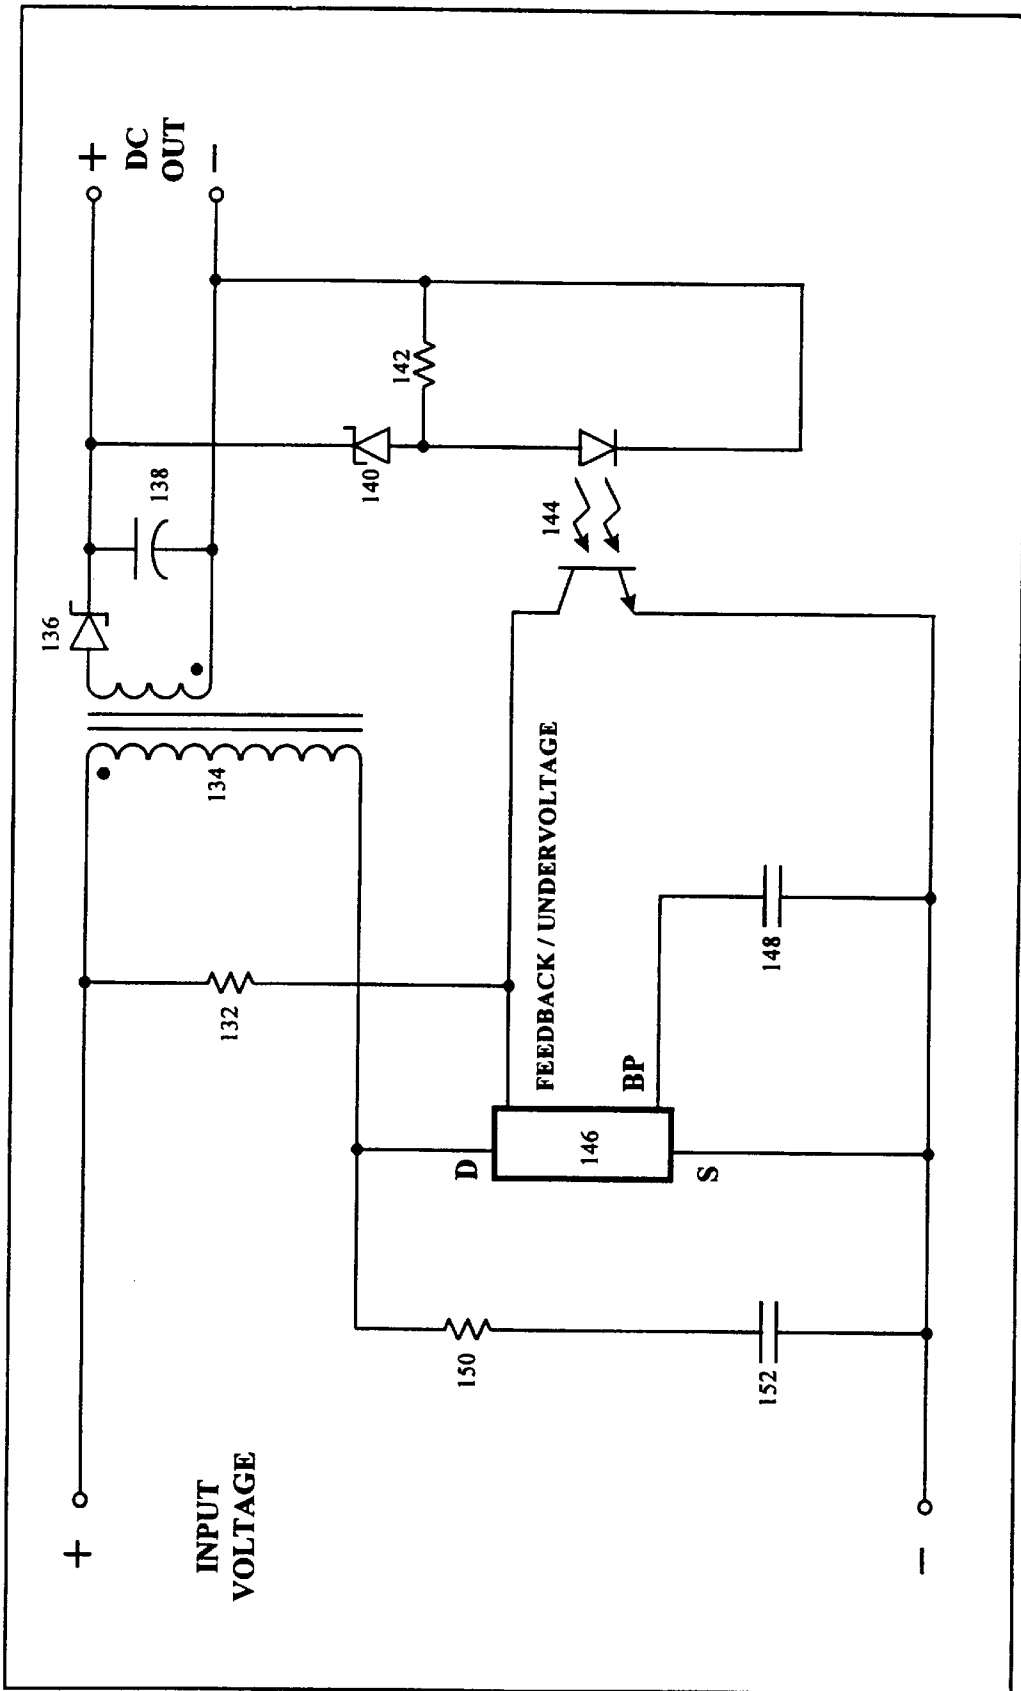 +
INPUT
VOLTAGE
−
150
152
D
146
S
BP
FEEDBACK / UNDERVOLTAGE
132
148
134
136
138
140
142
144
+
DC
OUT
−